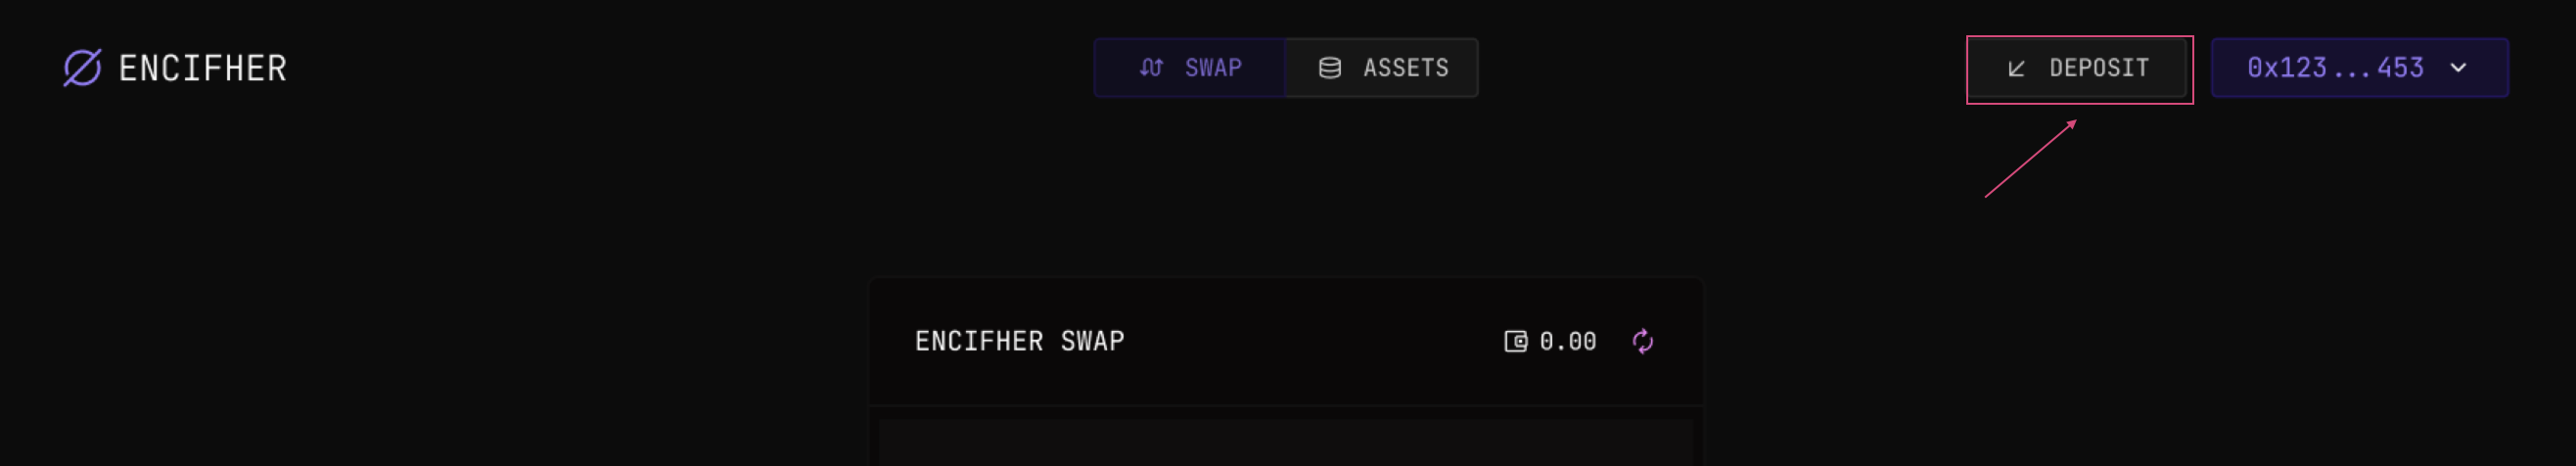 ENCIFHER
SWAP
ASSETS
DEPOSIT
0x123...453
ENCIFHER SWAP
0.00